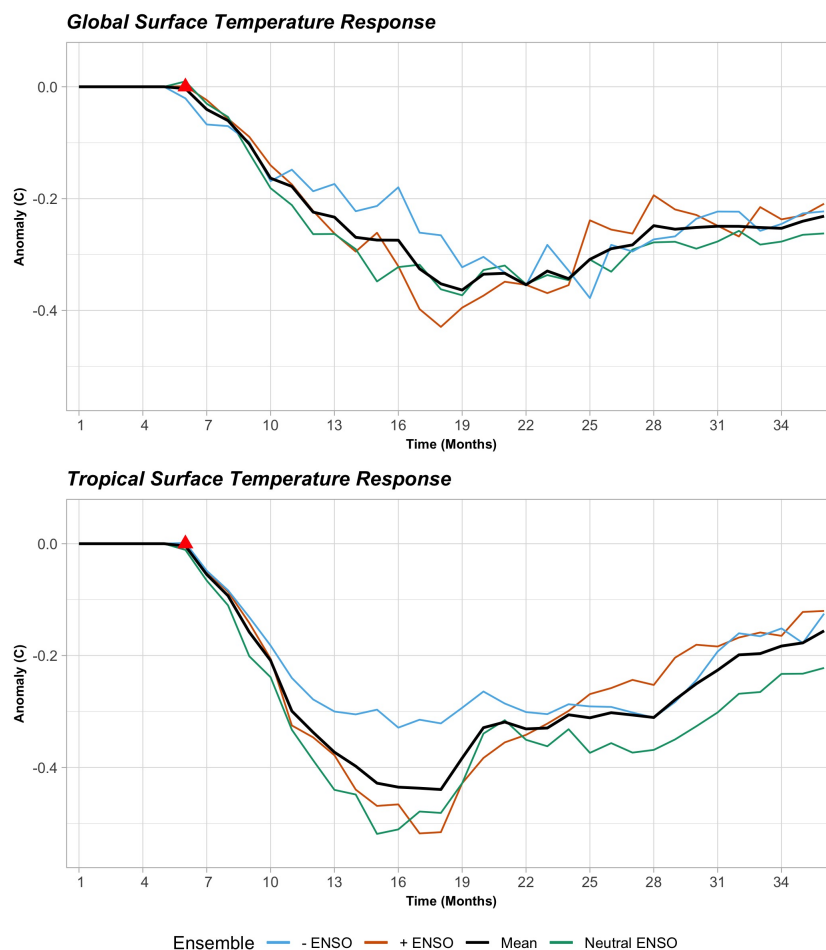 Global Surface Temperature Response
Anomaly (C)
0.0
-0.2
-0.4
1 4 7 10 13 16 19 22 25 28 31 34
Time (Months)
Tropical Surface Temperature Response
Anomaly (C)
0.0
-0.2
-0.4
1 4 7 10 13 16 19 22 25 28 31 34
Time (Months)
Ensemble - ENSO + ENSO Mean Neutral ENSO